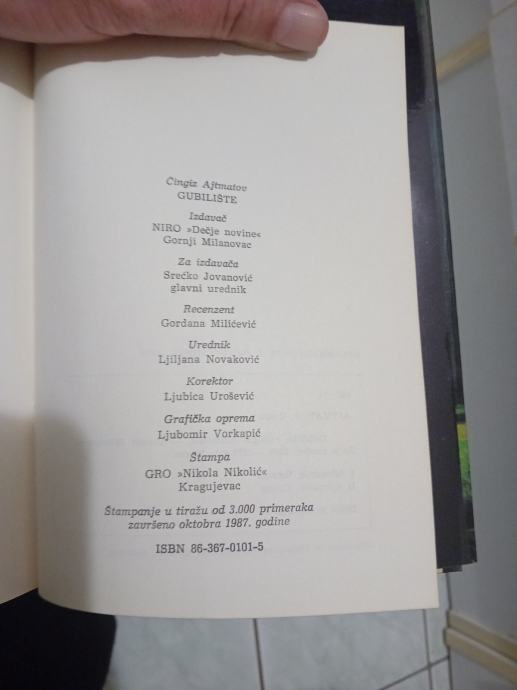 Čingiz Ajtmatov
GUBILIŠTE
Izdavač
NIRO »Dečje novine«
Gornji Milanovac
Za izdavača
Srećko Jovanović
glavni urednik
Recenzent
Gordana Milićević
Urednik
Ljiljana Novaković
Korektor
Ljubica Urošević
Grafička oprema
Ljubomir Vorkapić
Štampa
GRO »Nikola Nikolić«
Kragujevac
Štampanje u tiražu od 3.000 primeraka
završeno oktobra 1987. godine
ISBN 86-367-0101-5